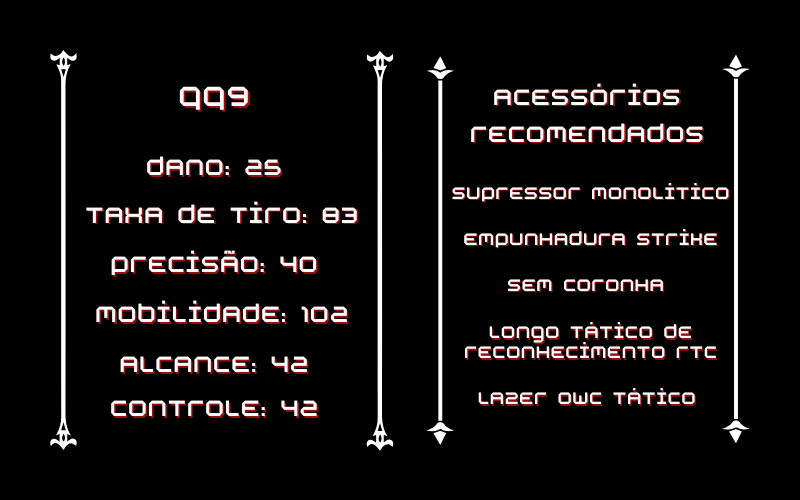 QQ9
DANO: 25
TAXA DE TIRO: 83
PRECISÃO: 40
MOBILIDADE: 102
ALCANCE: 42
CONTROLE: 42
ACESSÓRIOS
RECOMENDADOS
SUPRESSOR MONOLÍTICO
EMPUNHADURA STRIKE
SEM CORONHA
LONGO TÁTICO DE
RECONHECIMENTO RTC
LAZER OWC TÁTICO